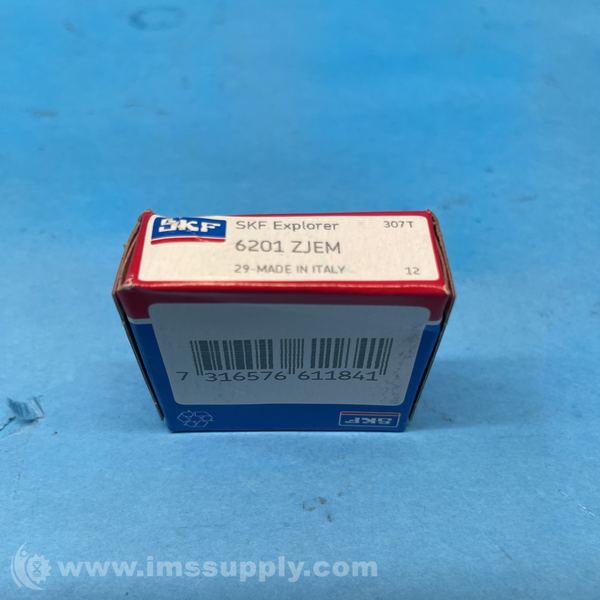 SKF SKF Explorer 307T
6201 ZJEM
29-MADE IN ITALY 12
7 316576 611841
SKF
www.imssupply.com